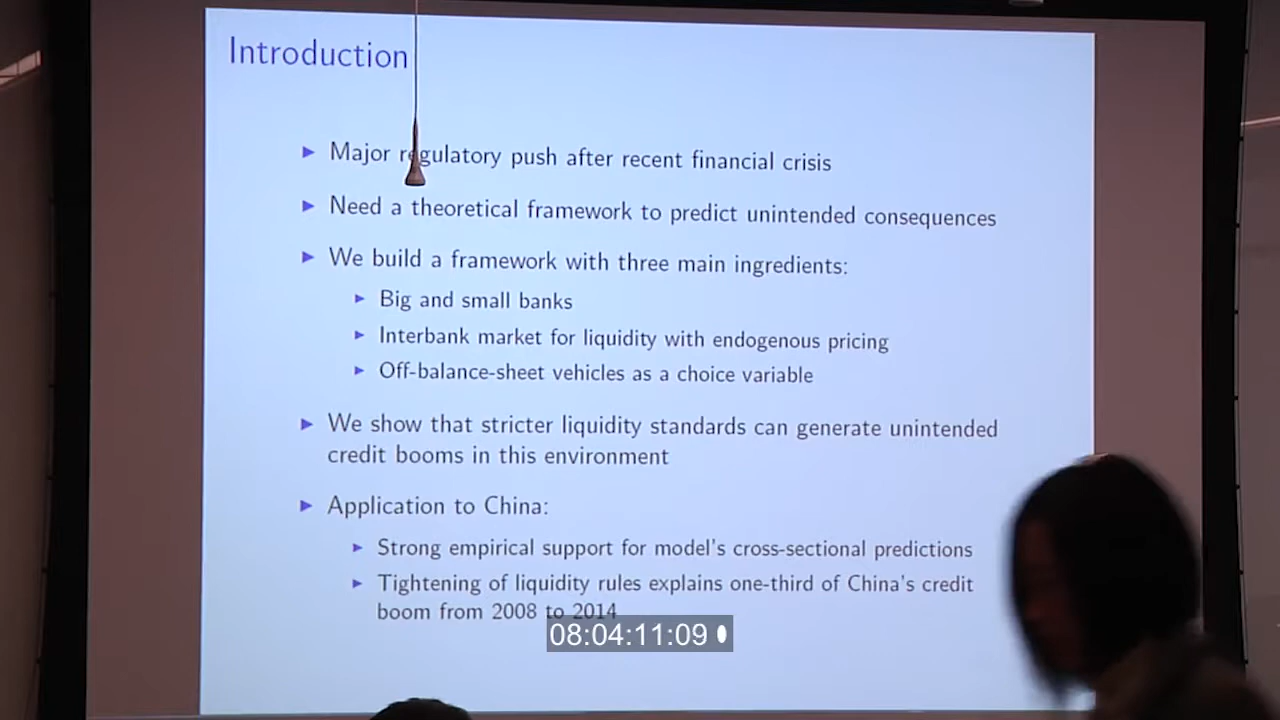 Introduction
Major regulatory push after recent financial crisis
Need a theoretical framework to predict unintended consequences
We build a framework with three main ingredients:
Big and small banks
Interbank market for liquidity with endogenous pricing
Off-balance-sheet vehicles as a choice variable
We show that stricter liquidity standards can generate unintended
credit booms in this environment
Application to China:
Strong empirical support for model's cross-sectional predictions
Tightening of liquidity rules explains one-third of China's credit
boom from 2008 to 2014
08:04:11:09